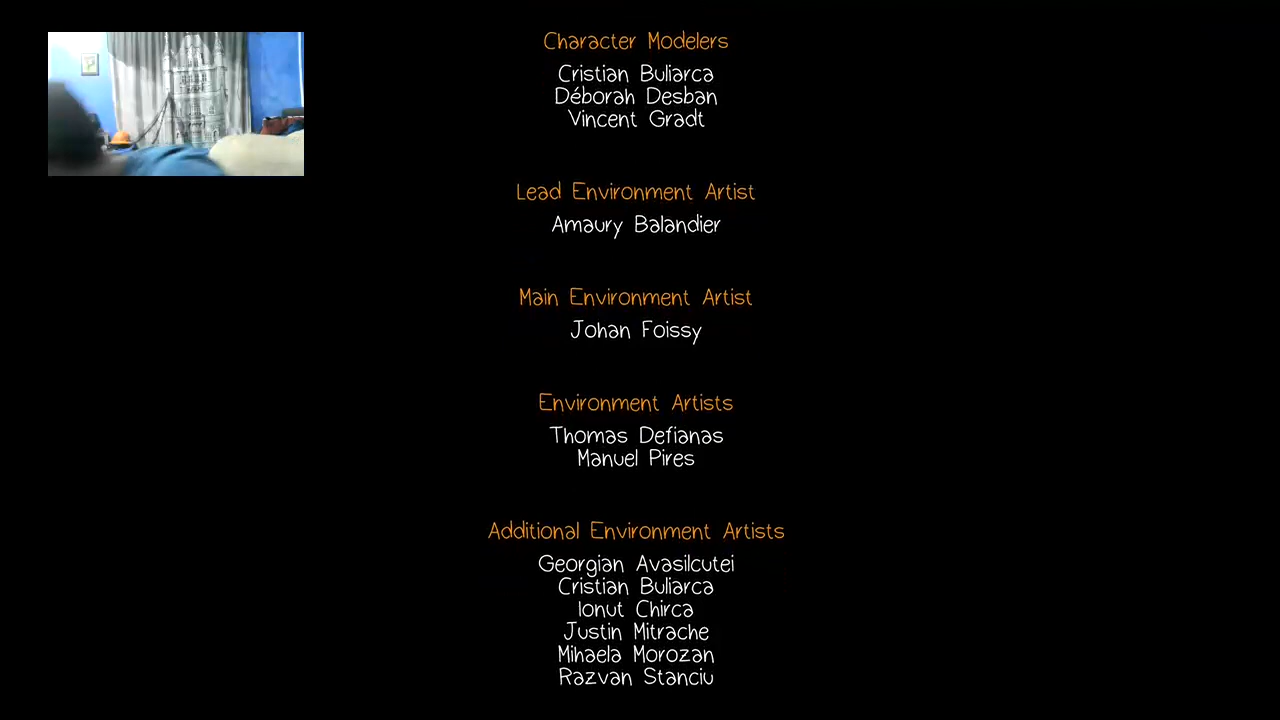 Character Modelers
Cristian Buliarca
Déborah Desban
Vincent Gradt
Lead Environment Artist
Amaury Balandier
Main Environment Artist
Johan Foissy
Environment Artists
Thomas Defianas
Manuel Pires
Additional Environment Artists
Georgian Avasilcutei
Cristian Buliarca
Ionut Chirca
Justin Mitrache
Mihaela Morozan
Razvan Stanciu